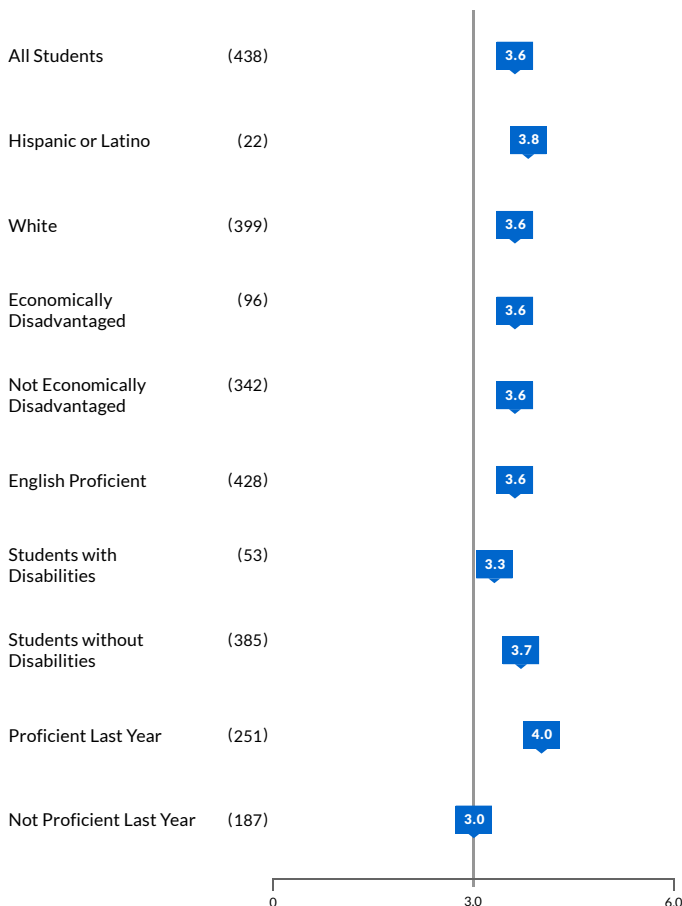 All Students (438) 3.6
Hispanic or Latino (22) 3.8
White (399) 3.6
Economically (96)
Disadvantaged 3.6
Not Economically (342)
Disadvantaged 3.6
English Proficient (428) 3.6
Students with (53)
Disabilities 3.3
Students without (385)
Disabilities 3.7
Proficient Last Year (251) 4.0
Not Proficient Last Year (187) 3.0
0 3.0 6.0